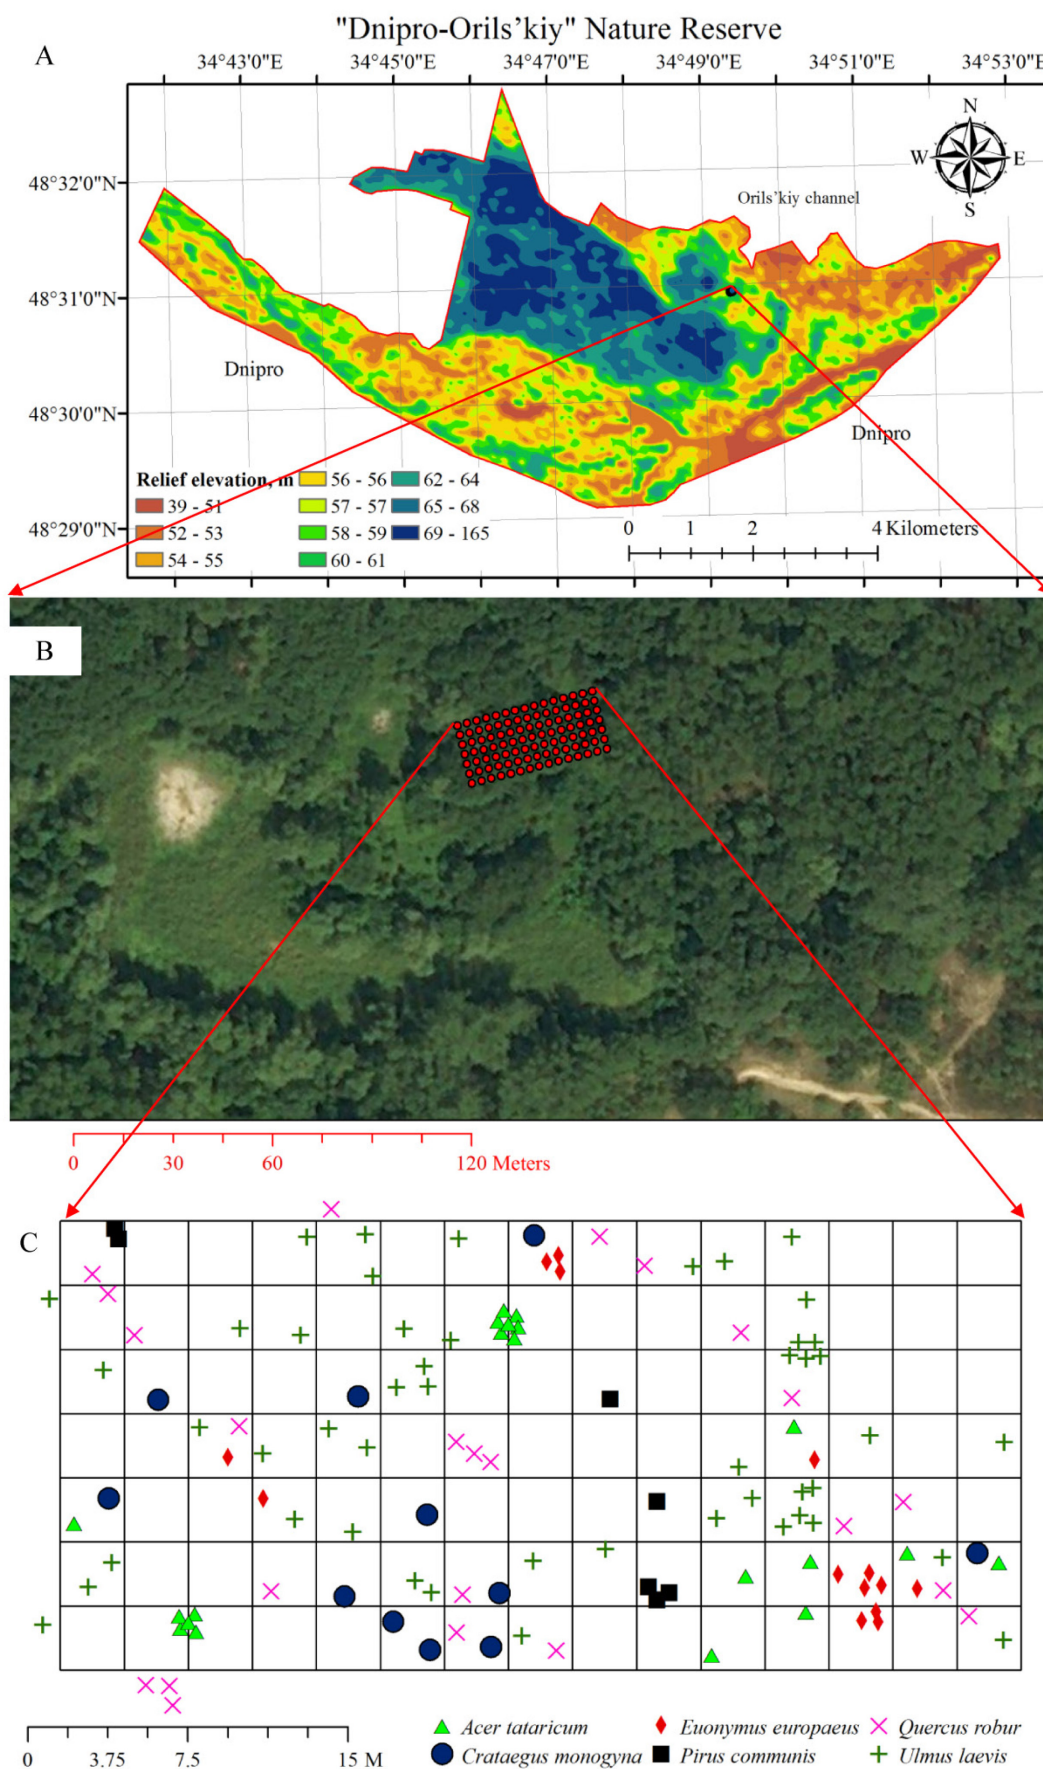 "Dnipro-Orils’kiy" Nature Reserve
A
34°43'0"E 34°45'0"E 34°47'0"E 34°49'0"E 34°51'0"E 34°53'0"E
N
W E
S
48°32'0"N
Orils'kiy channel
48°31'0"N
Dnipro
48°30'0"N
Dnipro
Relief elevation, m
39 - 51
52 - 53
54 - 55
56 - 56
57 - 57
58 - 59
60 - 61
62 - 64
65 - 68
69 - 165
48°29'0"N
0 1 2 4 Kilometers
B
0 30 60 120 Meters
C
Acer tataricum Euonymus europaeus Quercus robur
Crataegus monogyna Pirus communis Ulmus laevis
0 3.75 7.5 15 M